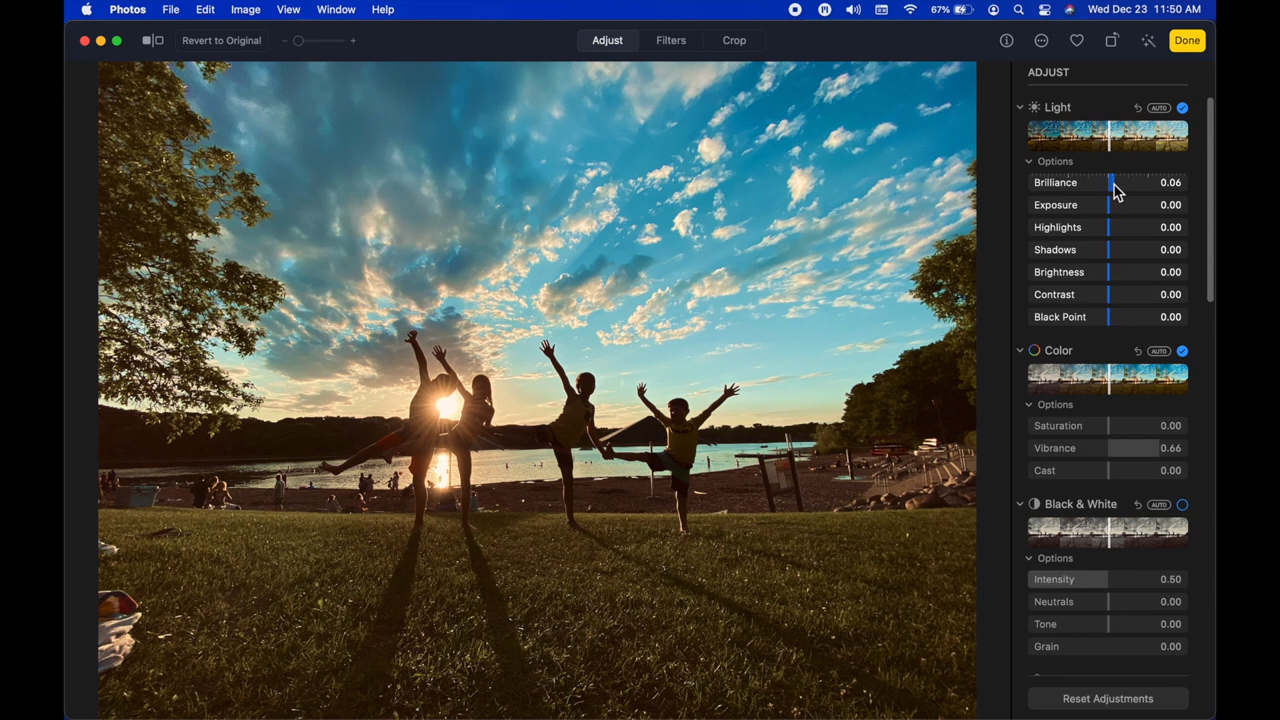 Photos File Edit Image View Window Help 67% Wed Dec 23 11:50 AM
Revert to Original − + Adjust Filters Crop Done
ADJUST
Light AUTO
Options
Brilliance 0.06
Exposure 0.00
Highlights 0.00
Shadows 0.00
Brightness 0.00
Contrast 0.00
Black Point 0.00
Color AUTO
Options
Saturation 0.00
Vibrance 0.66
Cast 0.00
Black & White AUTO
Options
Intensity 0.50
Neutrals 0.00
Tone 0.00
Grain 0.00
Reset Adjustments